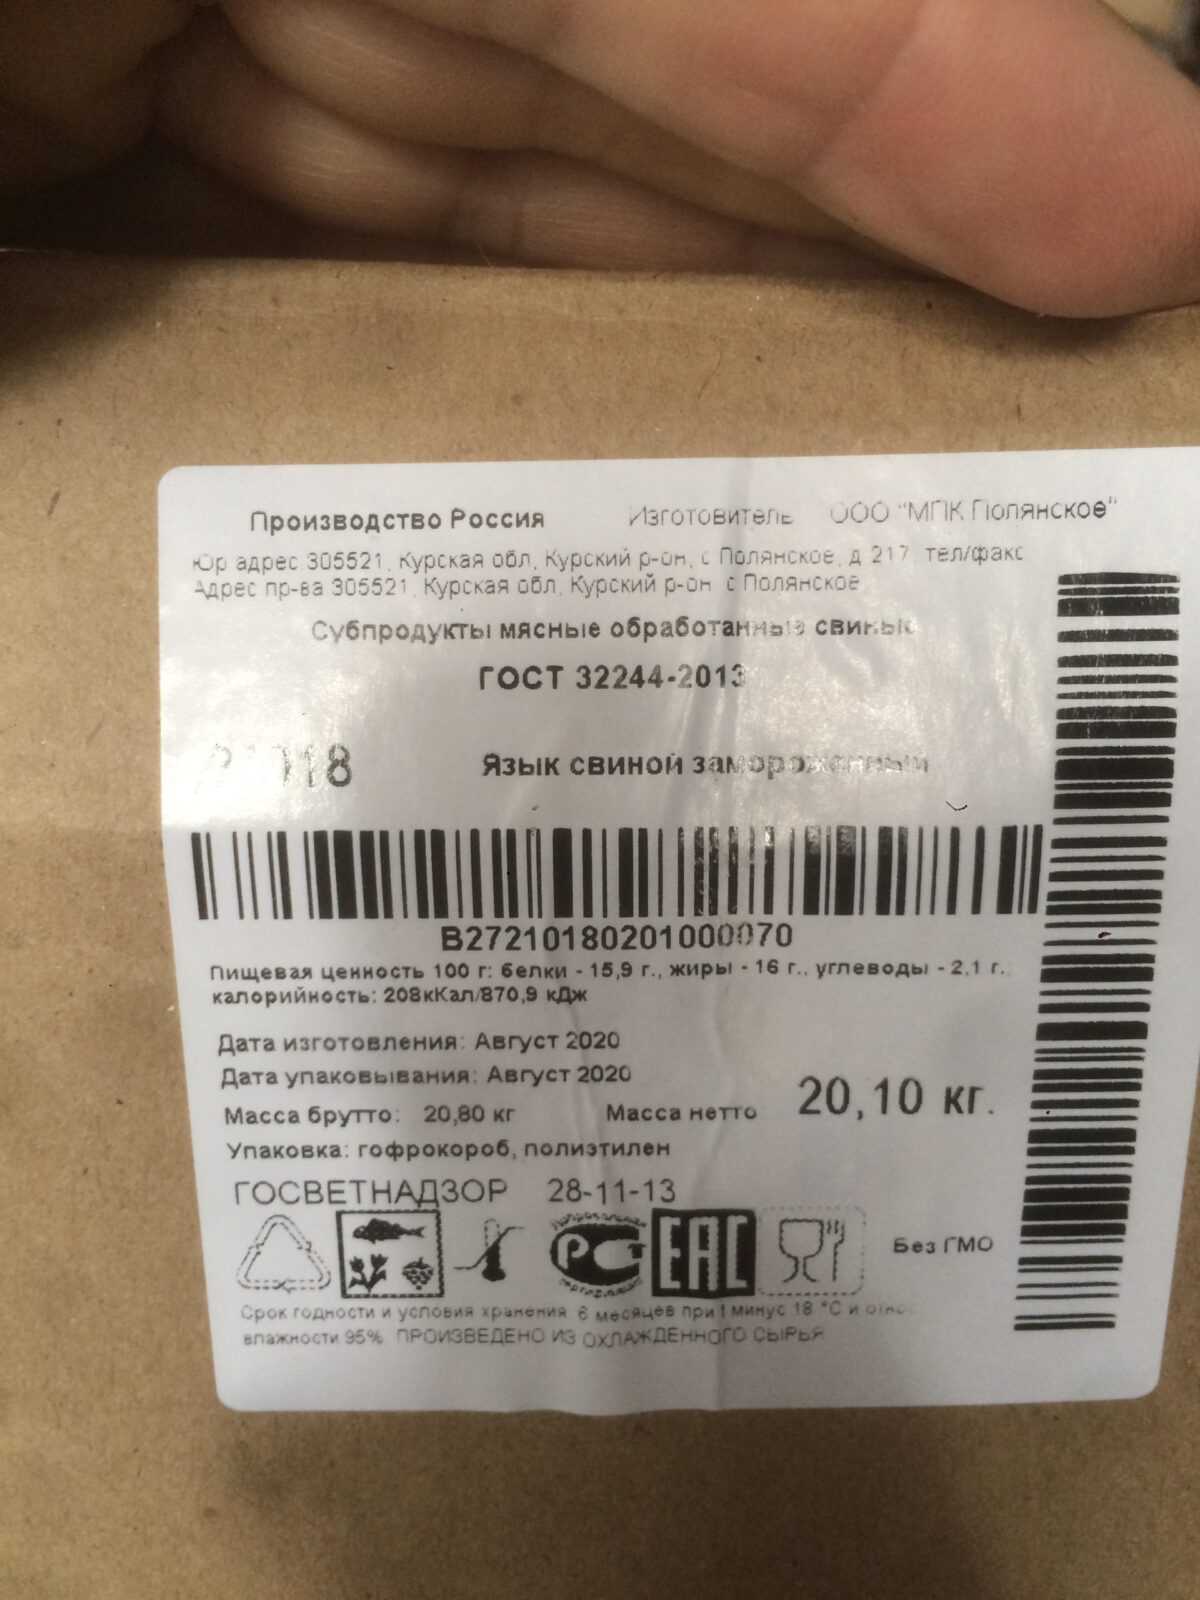 Производство Россия Изготовитель ООО "МПК Полянское"
Юр адрес 305521, Курская обл, Курский р-он, с Полянское, д 217, тел/факс
Адрес пр-ва 305521, Курская обл, Курский р-он с Полянское
Субпродукты мясные обработанные свиные
ГОСТ 32244-2013
Язык свиной замороженный
B27210180201000070
Пищевая ценность 100 г: белки - 15,9 г., жиры - 16 г., углеводы - 2,1 г.
калорийность: 208кКал/870,9 кДж
Дата изготовления: Август 2020
Дата упаковывания: Август 2020
Масса брутто: 20,80 кг Масса нетто 20,10 кг.
Упаковка: гофрокороб, полиэтилен
ГОСВЕТНАДЗОР 28-11-13
РСТ ЕАС Без ГМО
Срок годности и условия хранения 6 месяцев при t минус 18 °С и
влажности 95% ПРОИЗВЕДЕНО ИЗ ОХЛАЖДЕННОГО СЫРЬЯ